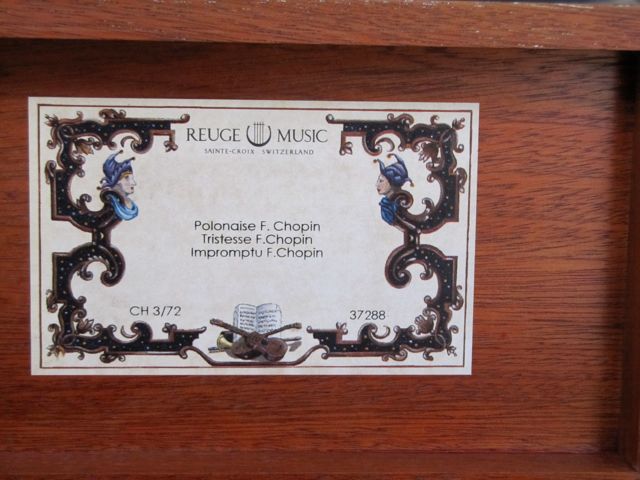 REUGE MUSIC
SAINTE-CROIX SWITZERLAND
Polonaise F. Chopin
Tristesse F.Chopin
Impromptu F.Chopin
CH 3/72 37288